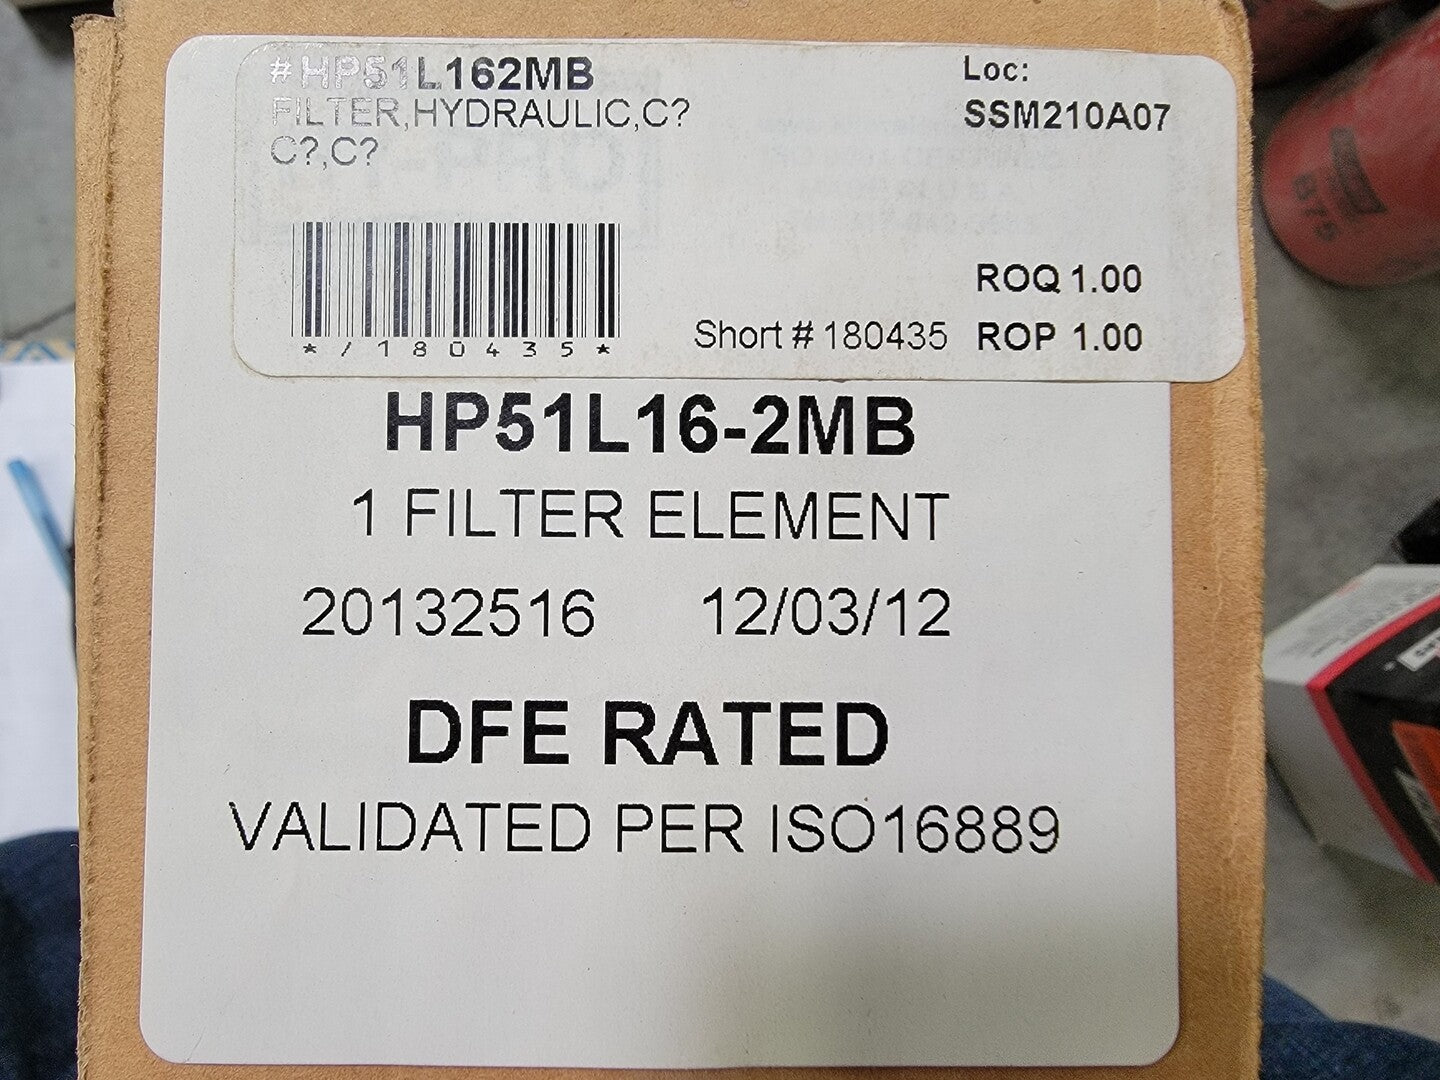 #HP51L162MB
FILTER,HYDRAULIC,C?
C?,C?
Loc:
SSM210A07
*/180435*
Short # 180435
ROQ 1.00
ROP 1.00
HP51L16-2MB
1 FILTER ELEMENT
20132516 12/03/12
DFE RATED
VALIDATED PER ISO16889
B75